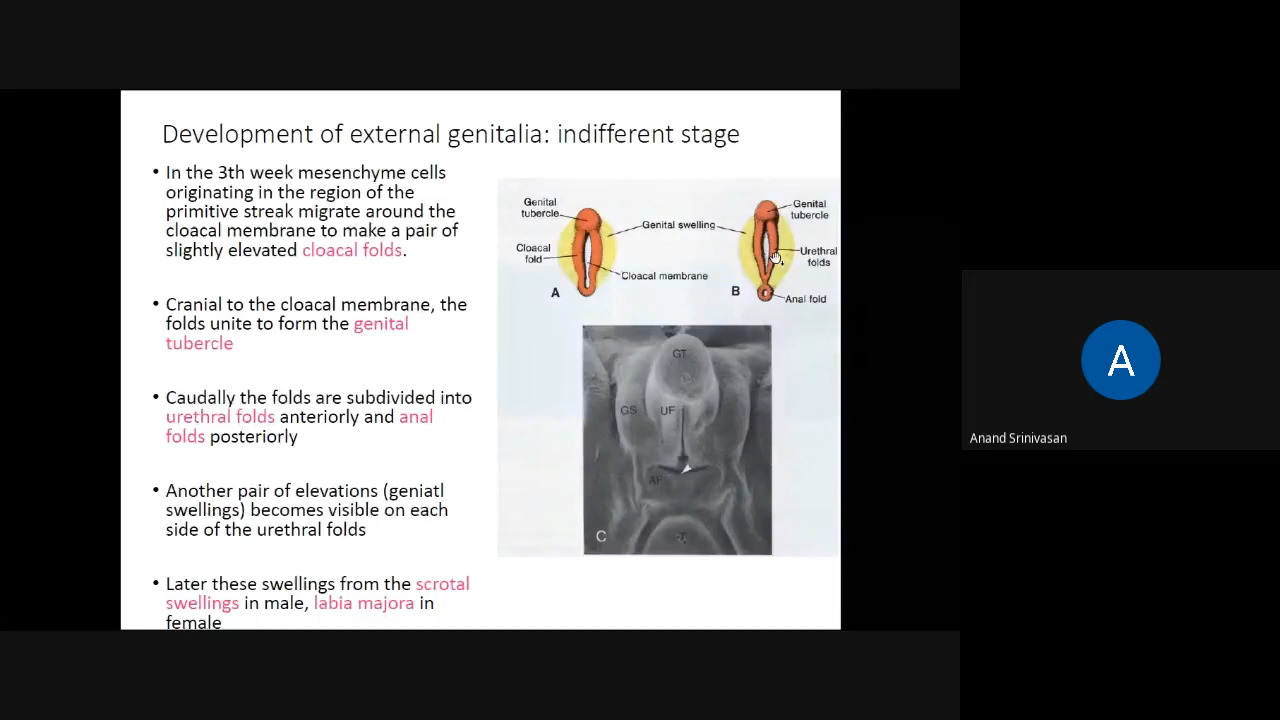 Development of external genitalia: indifferent stage
• In the 3th week mesenchyme cells
originating in the region of the
primitive streak migrate around the
cloacal membrane to make a pair of
slightly elevated cloacal folds.
• Cranial to the cloacal membrane, the
folds unite to form the genital
tubercle
• Caudally the folds are subdivided into
urethral folds anteriorly and anal
folds posteriorly
• Another pair of elevations (geniatl
swellings) becomes visible on each
side of the urethral folds
• Later these swellings from the scrotal
swellings in male, labia majora in
female
Genital
tubercle
Genital swelling
Cloacal
fold
Cloacal membrane
A
Genital
tubercle
Urethral
folds
B
Anal fold
GT
GS
UF
AF
C
A
Anand Srinivasan